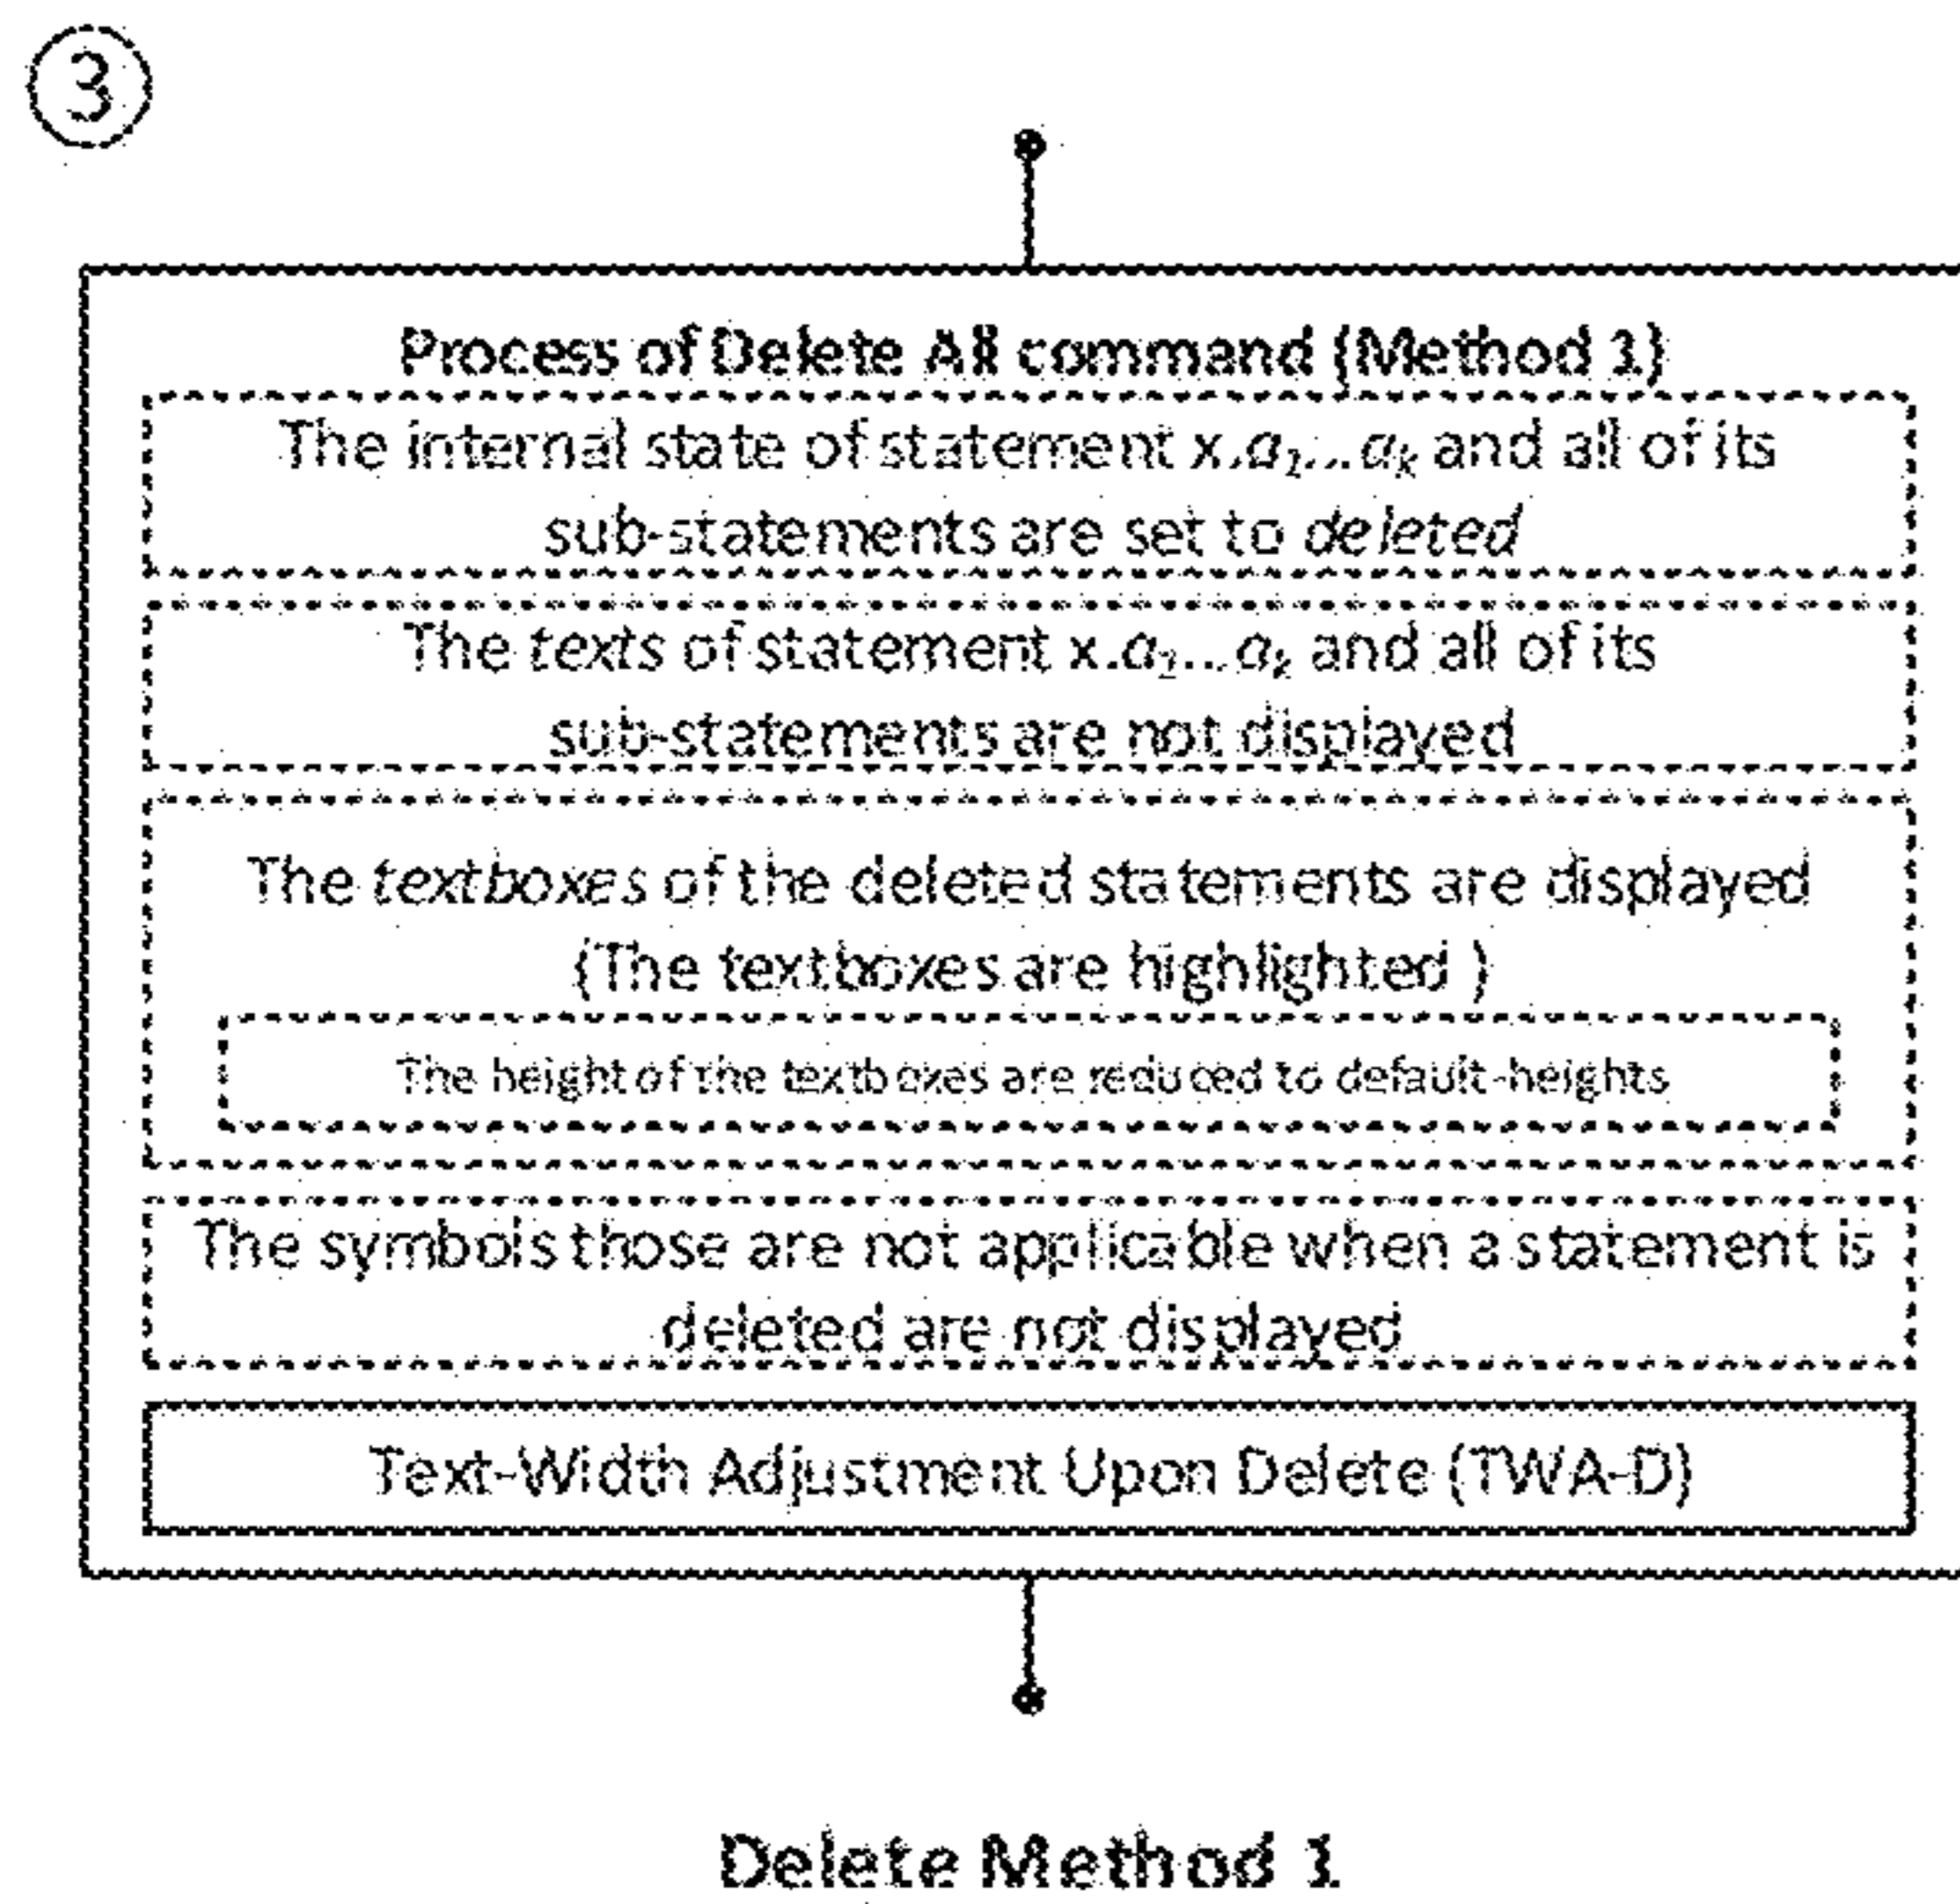 3
Process of Delete All command (Method 1)
The internal state of statement x.a₁...aₖ and all of its
sub-statements are set to deleted
The texts of statement x.a₁...aₖ and all of its
sub-statements are not displayed
The textboxes of the deleted statements are displayed
(The textboxes are highlighted )
The height of the textboxes are reduced to default-heights
The symbols those are not applicable when a statement is
deleted are not displayed
Text-Width Adjustment Upon Delete (TWA-D)
Delete Method 1